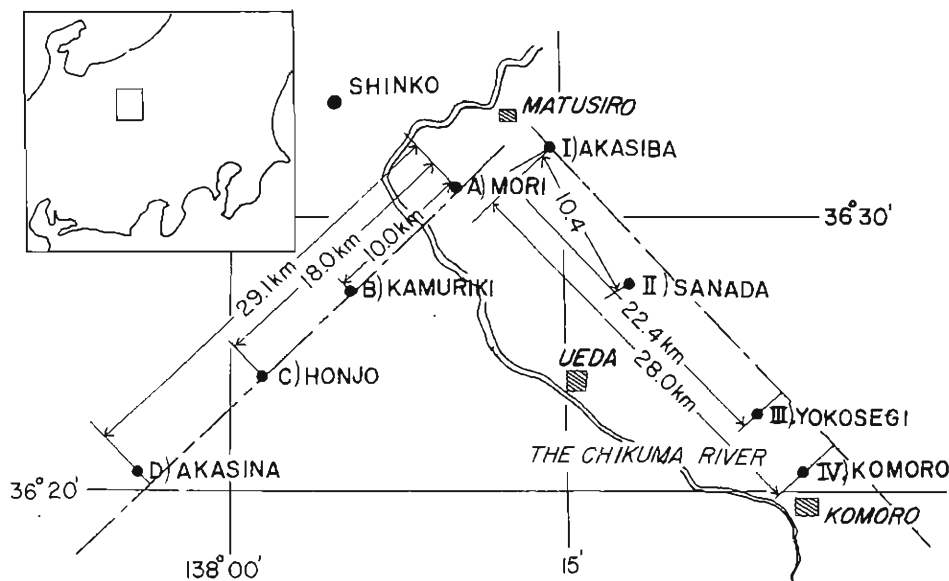 SHINKO
MATUSIRO
I) AKASIBA
A) MORI
36° 30'
10.4
10.0km
18.0km
29.1km
B) KAMURIKI
II) SANADA
22.4km
28.0km
UEDA
C) HONJO
III), YOKOSEGI
THE CHIKUMA RIVER
D) AKASINA
IV), KOMORO
36° 20'
KOMORO
138° 00'
15'